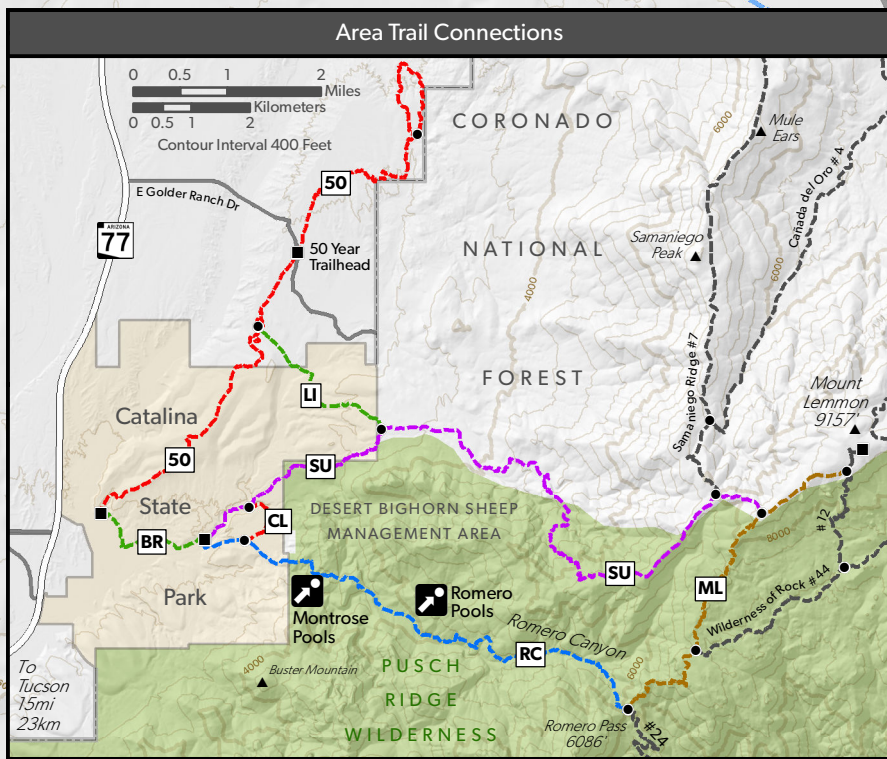 Area Trail Connections
0 0.5 1 2
Miles
Kilometers
0 0.5 1 2
Contour Interval 400 Feet
CORONADO
6000
Mule
Ears
50
E Golder Ranch Dr
Cañada del Oro # 4
ARIZONA
77
50 Year
Trailhead
NATIONAL
Samaniego
Peak
6000
4000
FOREST
Samaniego Ridge #7
LI
Mount
Lemmon
9157'
Catalina
50
SU
State
CL
DESERT BIGHORN SHEEP
MANAGEMENT AREA
#12
8000
BR
SU
ML
Wilderness of Rock #44
Park
Montrose
Pools
Romero
Pools
Romero Canyon
RC
To
Tucson
15mi
23km
4000
Buster Mountain
PUSCH
RIDGE
WILDERNESS
6000
Romero Pass
6086'
#24